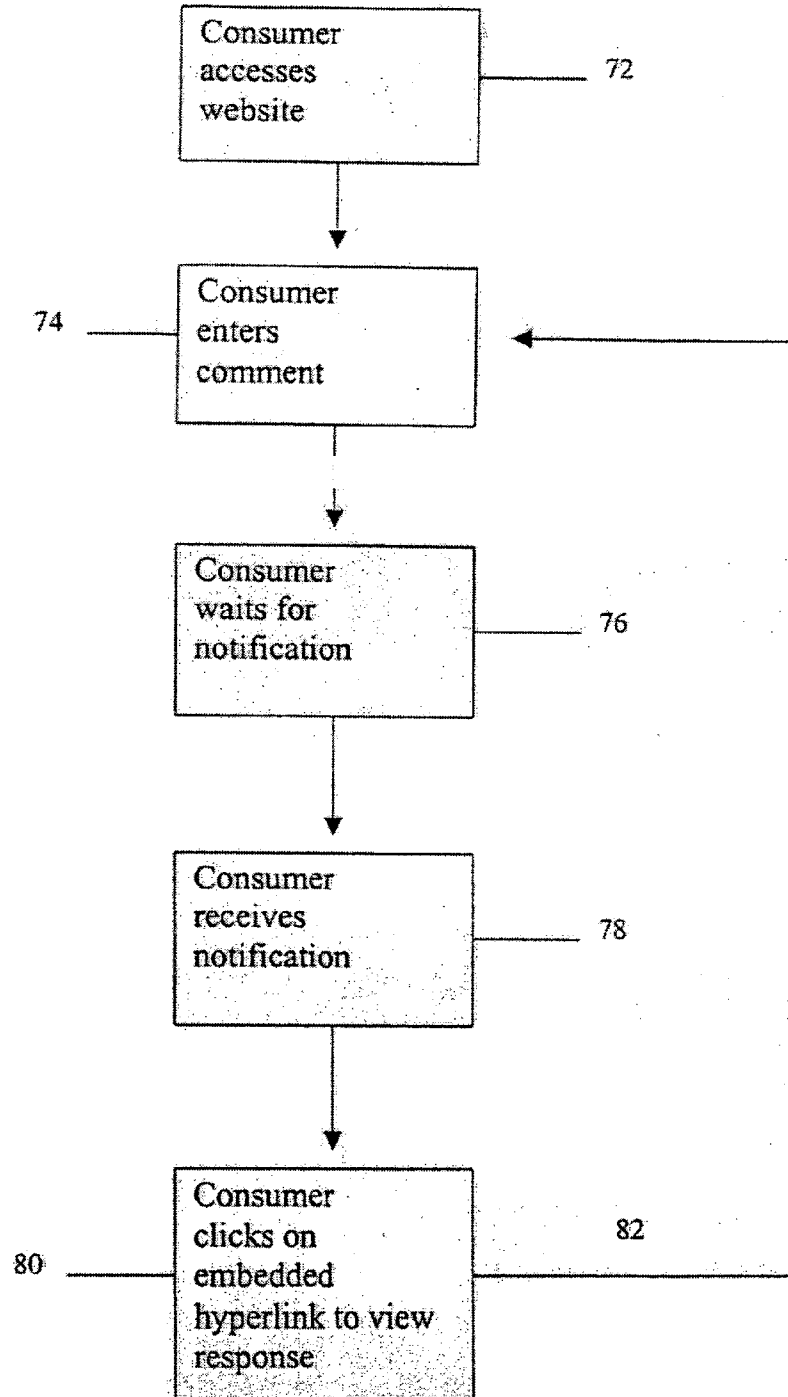 Consumer
accesses
website
72
Consumer
enters
comment
74
Consumer
waits for
notification
76
Consumer
receives
notification
78
Consumer
clicks on
embedded
hyperlink to view
response
80
82